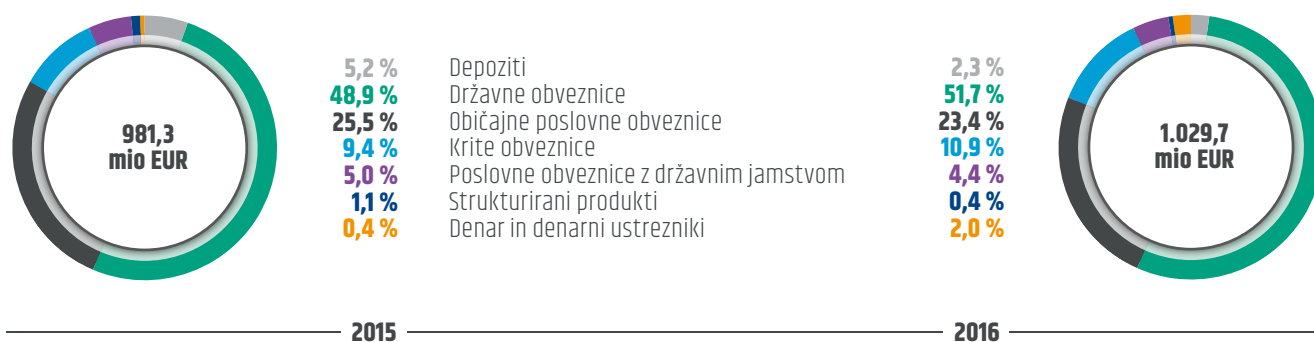 981,3
mio EUR
5,2 % Depoziti 2,3 %
48,9 % Državne obveznice 51,7 %
25,5 % Običajne poslovne obveznice 23,4 %
9,4 % Krite obveznice 10,9 %
5,0 % Poslovne obveznice z državnim jamstvom 4,4 %
1,1 % Strukturirani produkti 0,4 %
0,4 % Denar in denarni ustrezniki 2,0 %
1.029,7
mio EUR
2015 2016